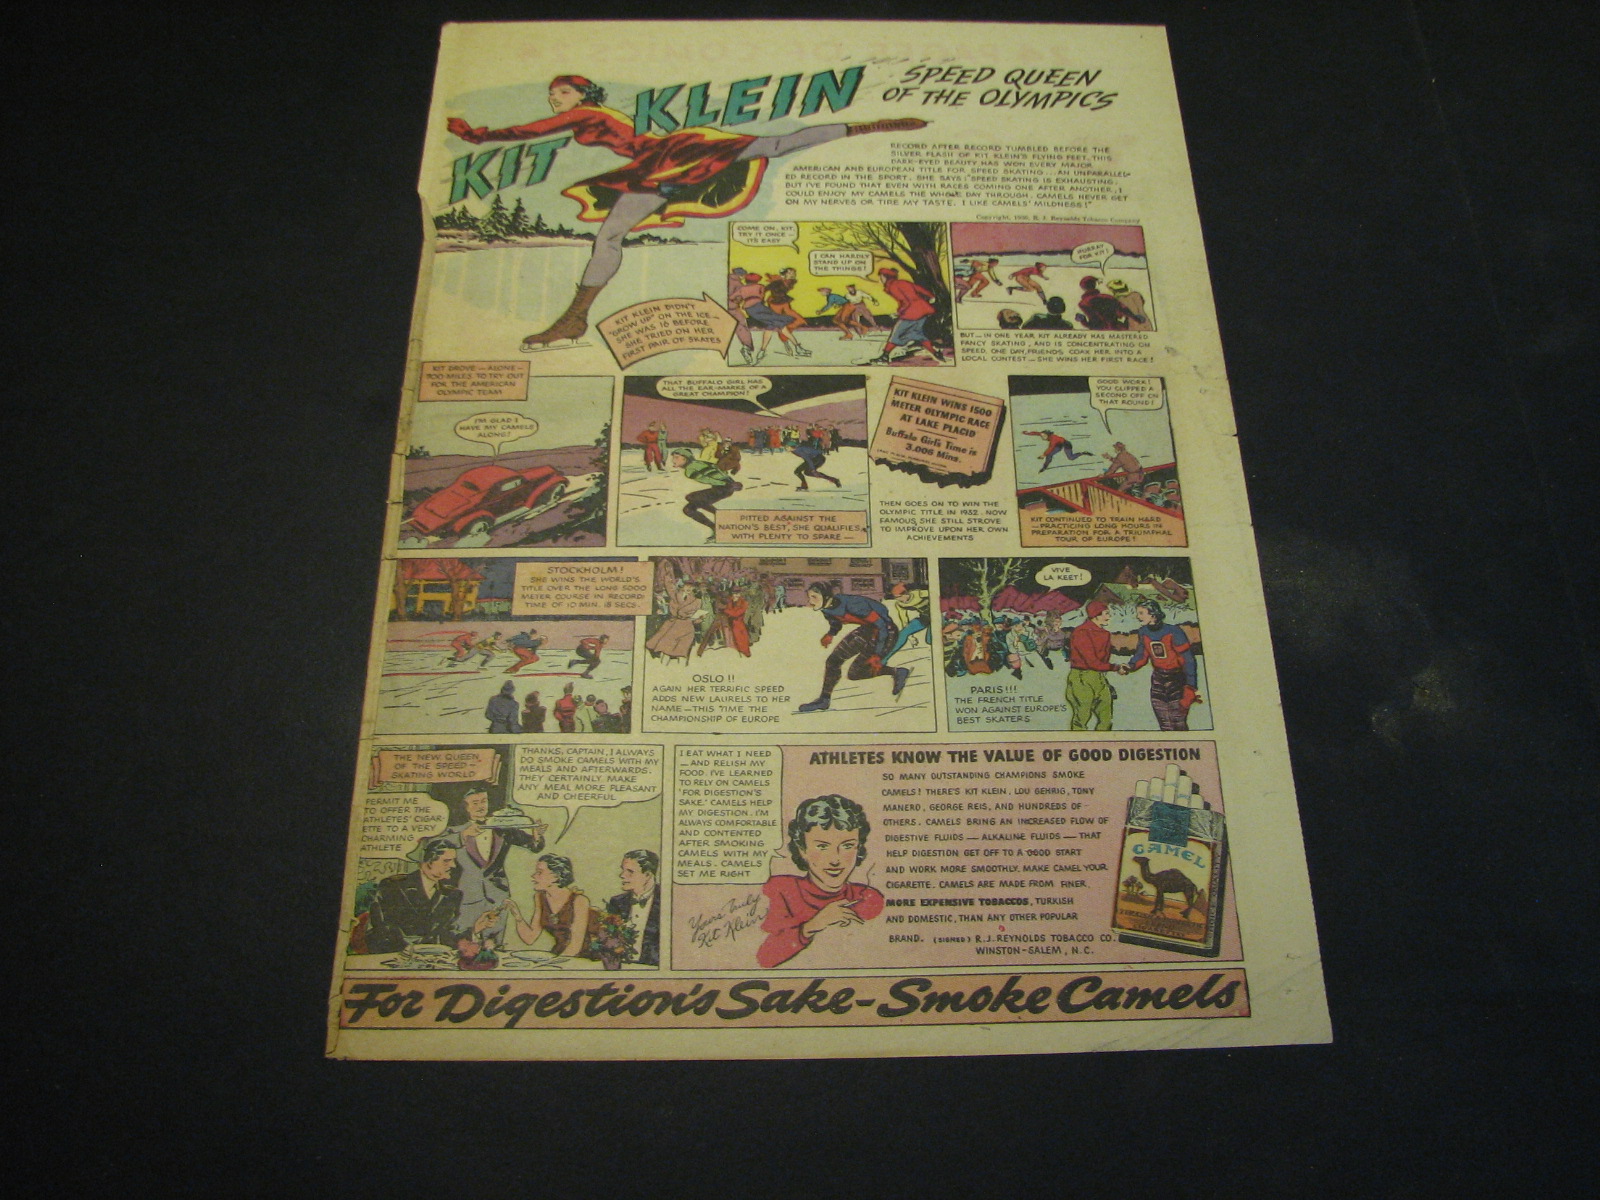 KIT KLEIN
SPEED QUEEN
OF THE OLYMPICS
RECORD AFTER RECORD TUMBLED BEFORE THE
SILVER FLASH OF KIT KLEIN'S FLYING FEET. THIS
DARK-EYED BEAUTY HAS WON EVERY MAJOR
AMERICAN AND EUROPEAN TITLE FOR SPEED SKATING... AN UNPARALLEL-
ED RECORD IN THE SPORT. SHE SAYS: "SPEED SKATING IS EXHAUSTING.
BUT I'VE FOUND THAT EVEN WITH RACES COMING ONE AFTER ANOTHER, I
COULD ENJOY MY CAMELS THE WHOLE DAY THROUGH. CAMELS NEVER GET
ON MY NERVES OR TIRE MY TASTE. I LIKE CAMELS' MILDNESS!"
Copyright, 1936, R. J. Reynolds Tobacco Company
KIT KLEIN DIDN'T
"GROW UP" ON THE ICE—
SHE WAS 16 BEFORE
SHE TRIED ON HER
FIRST PAIR OF SKATES
COME ON, KIT,
TRY IT ONCE—
IT'S EASY
I CAN HARDLY
STAND UP ON
THE THINGS!
HURRAY
FOR KIT!
BUT—IN ONE YEAR KIT ALREADY HAS MASTERED
FANCY SKATING, AND IS CONCENTRATING ON
SPEED. ONE DAY, FRIENDS COAX HER INTO A
LOCAL CONTEST—SHE WINS HER FIRST RACE!
KIT DROVE—ALONE—
700 MILES TO TRY OUT
FOR THE AMERICAN
OLYMPIC TEAM
I'M GLAD I
HAVE MY CAMELS
ALONG!
THAT BUFFALO GIRL HAS
ALL THE EAR-MARKS OF A
GREAT CHAMPION!
PITTED AGAINST THE
NATION'S BEST, SHE QUALIFIES
WITH PLENTY TO SPARE—
KIT KLEIN WINS 1500
METER OLYMPIC RACE
AT LAKE PLACID
Buffalo Girl's Time is
3.006 Mins.
THEN GOES ON TO WIN THE
OLYMPIC TITLE IN 1932. NOW
FAMOUS, SHE STILL STROVE
TO IMPROVE UPON HER OWN
ACHIEVEMENTS
GOOD WORK!
YOU CLIPPED A
SECOND OFF ON
THAT ROUND!
KIT CONTINUED TO TRAIN HARD
—PRACTICING LONG HOURS IN
PREPARATION FOR A TRIUMPHAL
TOUR OF EUROPE!
STOCKHOLM!
SHE WINS THE WORLD'S
TITLE OVER THE LONG 5000
METER COURSE IN RECORD
TIME OF 10 MIN. 18 SECS.
OSLO!!
AGAIN HER TERRIFIC SPEED
ADDS NEW LAURELS TO HER
NAME—THIS TIME THE
CHAMPIONSHIP OF EUROPE
VIVE
LA KEET!
PARIS!!!
THE FRENCH TITLE
WON AGAINST EUROPE'S
BEST SKATERS
THE NEW QUEEN
OF THE SPEED-
SKATING WORLD
PERMIT ME
TO OFFER THE
ATHLETES' CIGAR-
ETTE TO A VERY
CHARMING
ATHLETE
THANKS, CAPTAIN, I ALWAYS
DO SMOKE CAMELS WITH MY
MEALS AND AFTERWARDS.
THEY CERTAINLY MAKE
ANY MEAL MORE PLEASANT
AND CHEERFUL
I EAT WHAT I NEED
—AND RELISH MY
FOOD. I'VE LEARNED
TO RELY ON CAMELS
'FOR DIGESTION'S
SAKE.' CAMELS HELP
MY DIGESTION. I'M
ALWAYS COMFORTABLE
AND CONTENTED
AFTER SMOKING
CAMELS WITH MY
MEALS. CAMELS
SET ME RIGHT
Yours truly
Kit Klein
ATHLETES KNOW THE VALUE OF GOOD DIGESTION
SO MANY OUTSTANDING CHAMPIONS SMOKE
CAMELS! THERE'S KIT KLEIN, LOU GEHRIG, TONY
MANERO, GEORGE REIS, AND HUNDREDS OF
OTHERS. CAMELS BRING AN INCREASED FLOW OF
DIGESTIVE FLUIDS—ALKALINE FLUIDS—THAT
HELP DIGESTION GET OFF TO A GOOD START
AND WORK MORE SMOOTHLY. MAKE CAMEL YOUR
CIGARETTE. CAMELS ARE MADE FROM FINER,
MORE EXPENSIVE TOBACCOS, TURKISH
AND DOMESTIC, THAN ANY OTHER POPULAR
BRAND. (SIGNED) R. J. REYNOLDS TOBACCO CO.
WINSTON-SALEM, N.C.
CAMEL
For Digestion's Sake—Smoke Camels